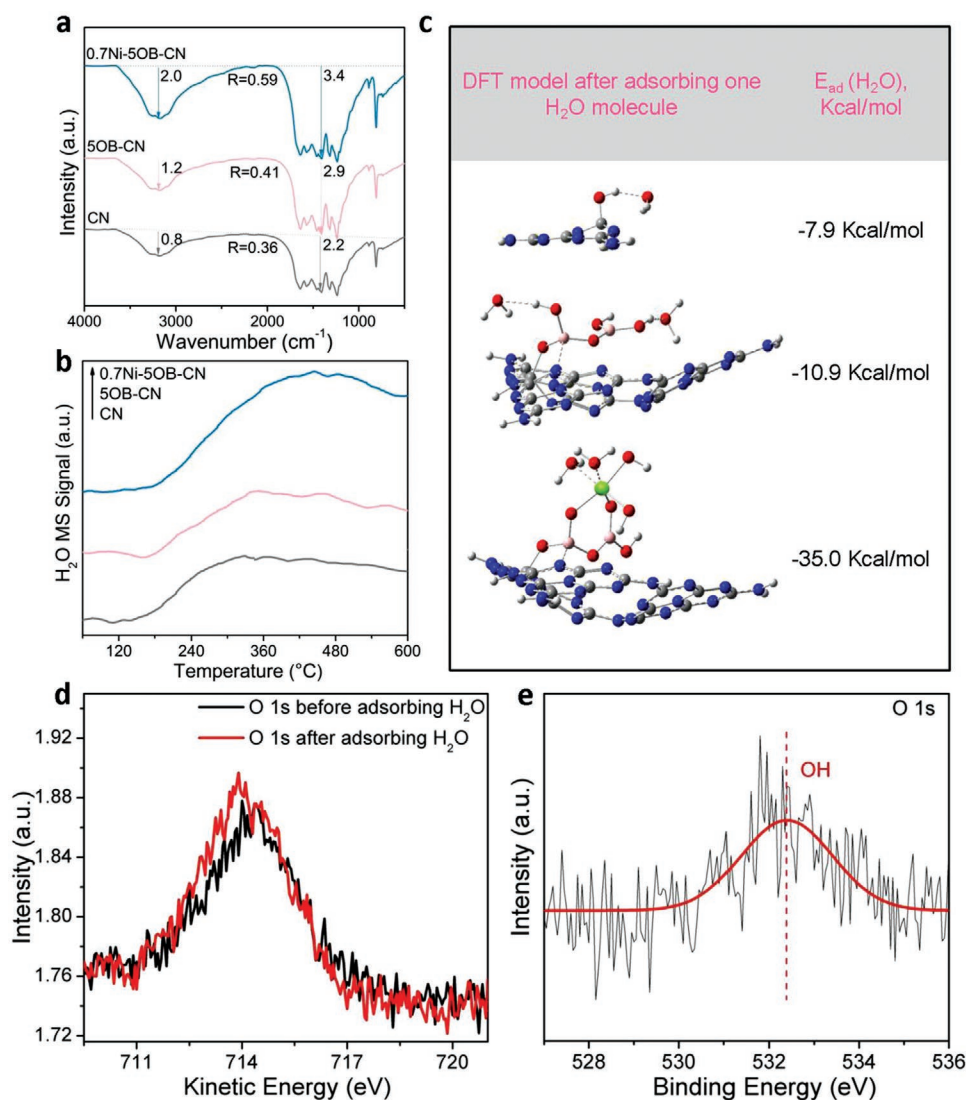 a
0.7Ni-5OB-CN
2.0
R=0.59
3.4
5OB-CN
1.2
R=0.41
2.9
CN
0.8
R=0.36
2.2
Intensity (a.u.)
4000 3000 2000 1000
Wavenumber (cm⁻¹)
b
0.7Ni-5OB-CN
5OB-CN
CN
H₂O MS Signal (a.u.)
120 240 360 480 600
Temperature (°C)
c
DFT model after adsorbing one
H₂O molecule
E_ad (H₂O),
Kcal/mol
-7.9 Kcal/mol
-10.9 Kcal/mol
-35.0 Kcal/mol
d
O 1s before adsorbing H₂O
O 1s after adsorbing H₂O
Intensity (a.u.)
1.92
1.88
1.84
1.80
1.76
1.72
711 714 717 720
Kinetic Energy (eV)
e
O 1s
OH
Intensity (a.u.)
528 530 532 534 536
Binding Energy (eV)